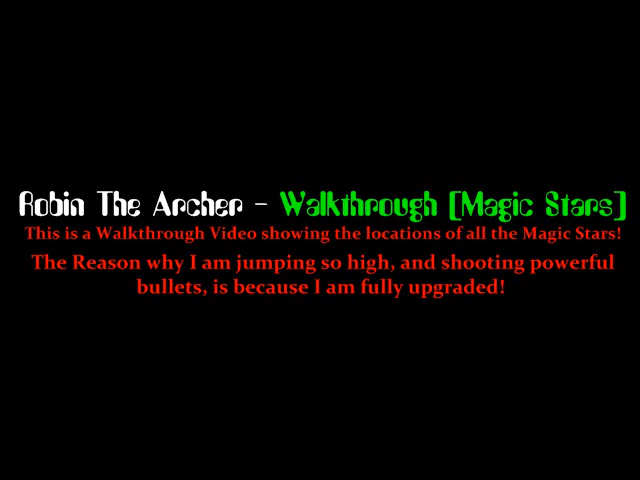 Robin The Archer - Walkthrough [Magic Stars]
This is a Walkthrough Video showing the locations of all the Magic Stars!
The Reason why I am jumping so high, and shooting powerful
bullets, is because I am fully upgraded!